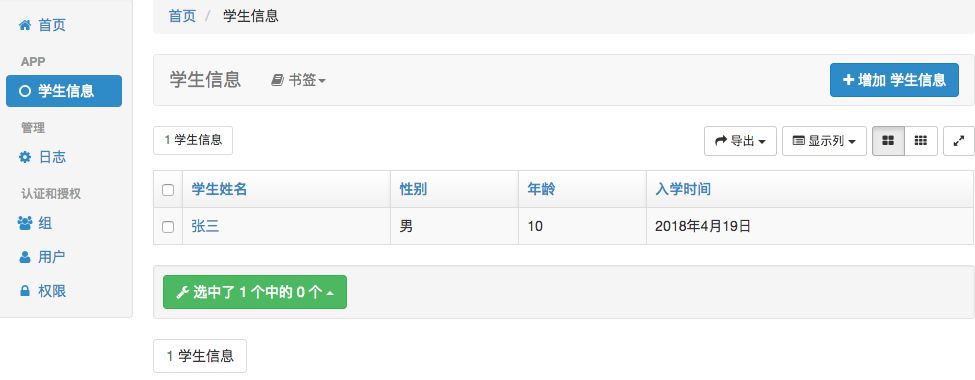 首页
APP
学生信息
管理
日志
认证和授权
组
用户
权限
首页 / 学生信息
学生信息 书签
增加 学生信息
1 学生信息
导出 显示列
学生姓名 性别 年龄 入学时间
张三 男 10 2018年4月19日
选中了 1 个中的 0 个
1 学生信息